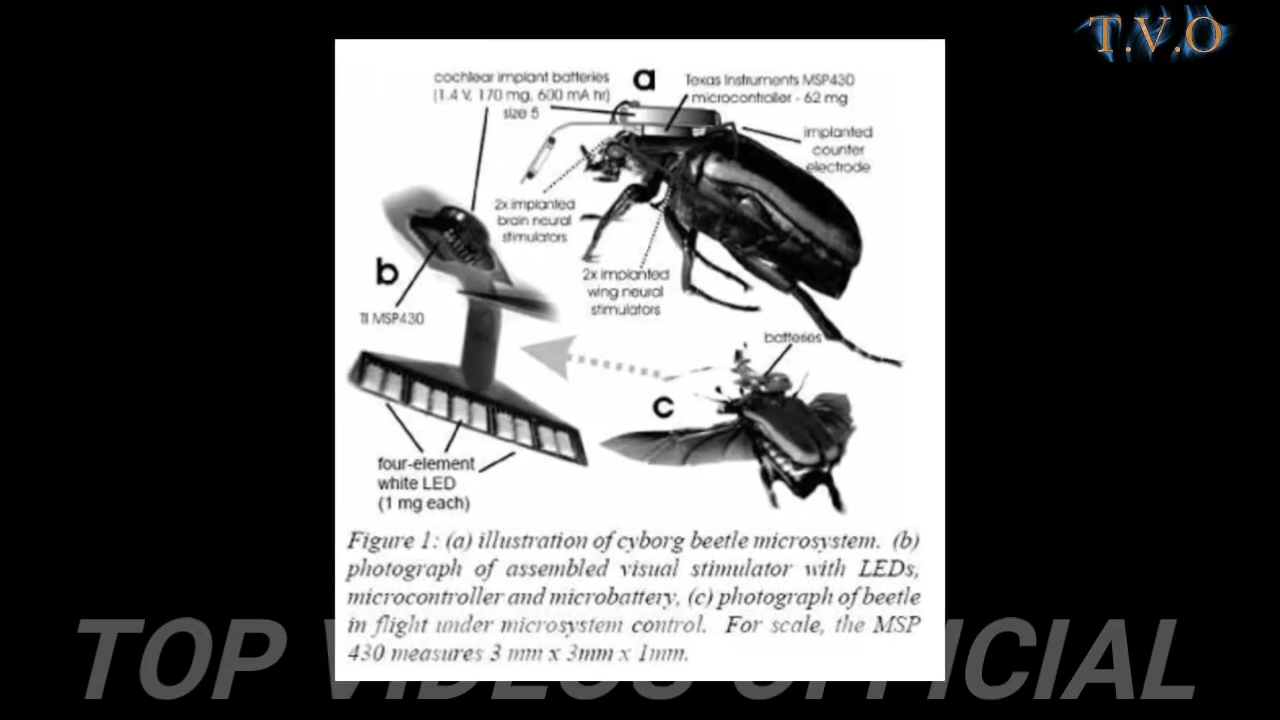 T.V.O
cochlear implant batteries
(1.4 V, 170 mg, 600 mA hr)
size 5
a
Texas Instruments MSP430
microcontroller - 62 mg
implanted
counter
electrode
2x implanted
brain neural
stimulators
2x implanted
wing neural
stimulators
b
TI MSP430
batteries
c
four-element
white LED
(1 mg each)
Figure 1: (a) illustration of cyborg beetle microsystem. (b)
photograph of assembled visual stimulator with LEDs,
microcontroller and microbattery, (c) photograph of beetle
in flight under microsystem control. For scale, the MSP
430 measures 3 mm x 3mm x 1mm.
TOP VIDEOS OFFICIAL